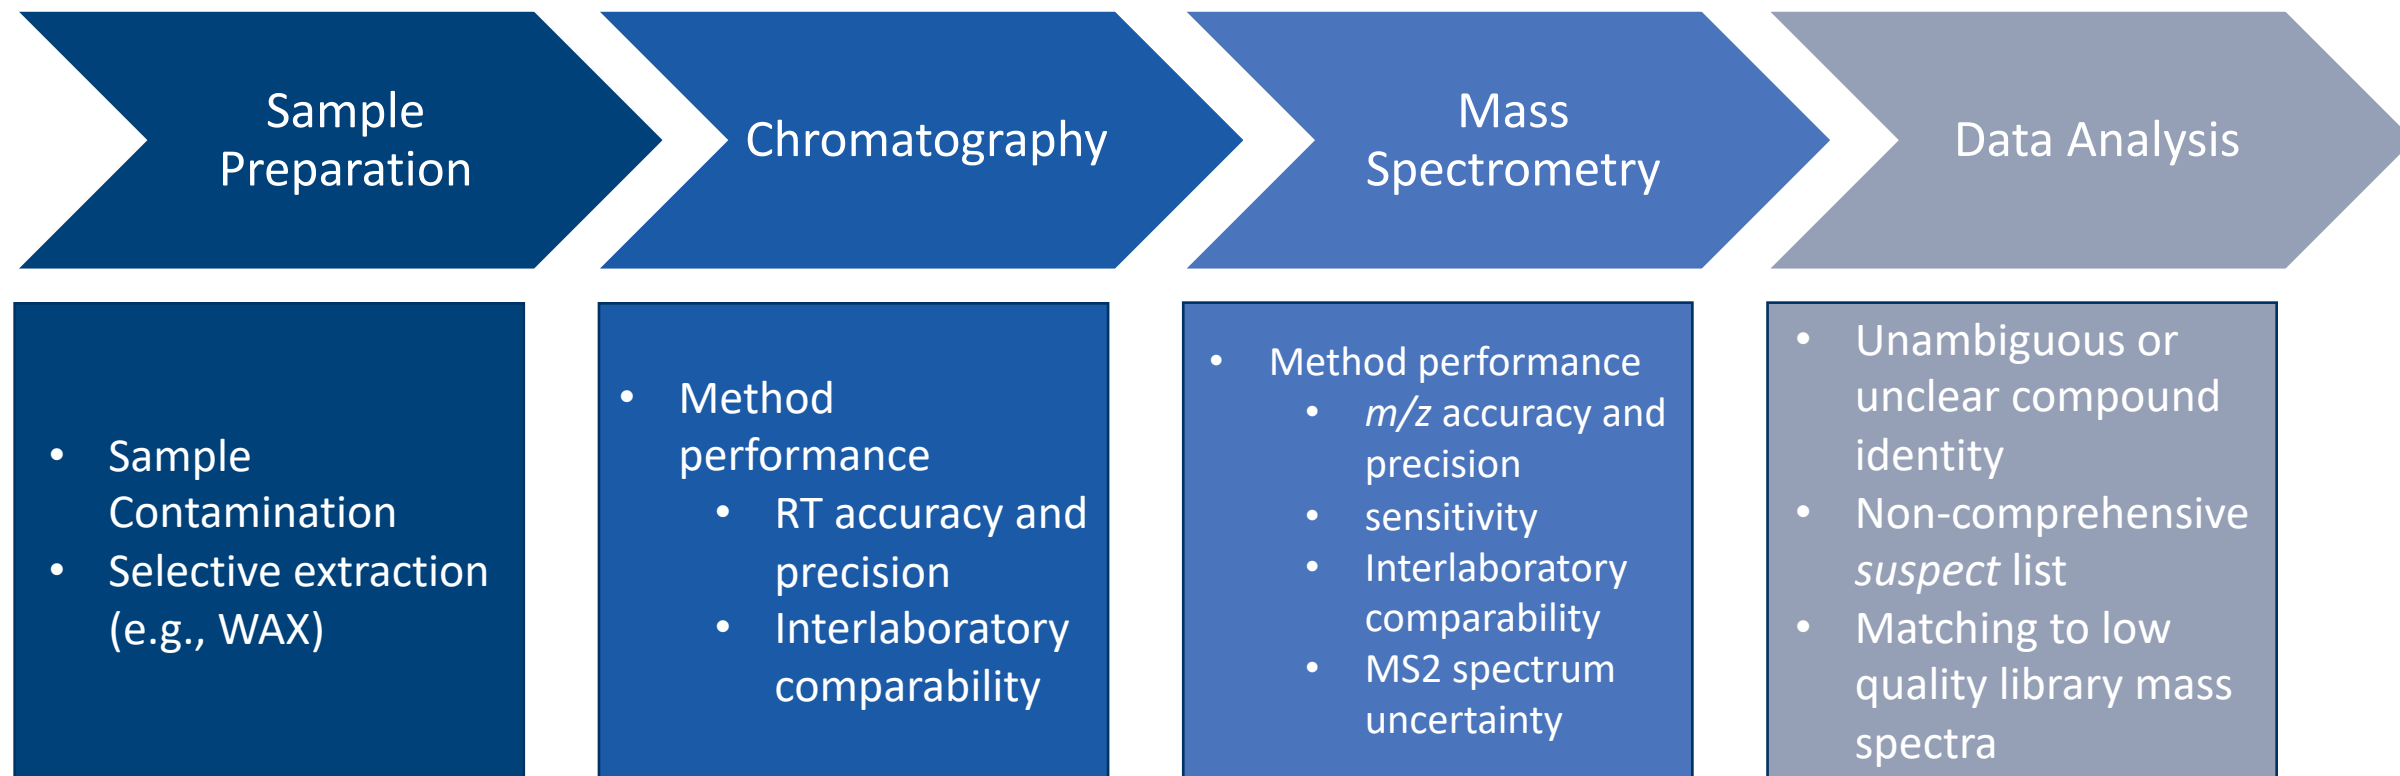 Sample
Preparation
Chromatography
Mass
Spectrometry
Data Analysis
• Sample
Contamination
• Selective extraction
(e.g., WAX)
• Method
performance
• RT accuracy and
precision
• Interlaboratory
comparability
• Method performance
• m/z accuracy and
precision
• sensitivity
• Interlaboratory
comparability
• MS2 spectrum
uncertainty
• Unambiguous or
unclear compound
identity
• Non-comprehensive
suspect list
• Matching to low
quality library mass
spectra